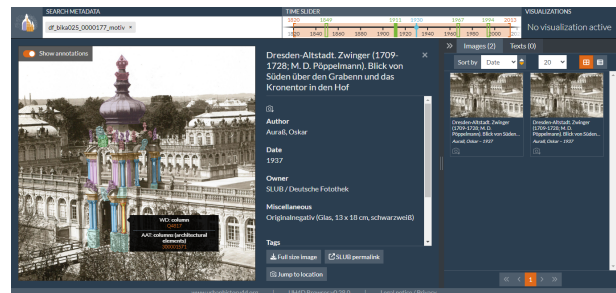 SEARCH METADATA
df_bika025_0000177_motiv ×
TIME SLIDER
1820 1849 1911 1930 1967 1994 2013
1820 1840 1860 1880 1900 1920 1940 1960 1980 2000
VISUALIZATIONS
No visualization active
Show annotations
WD: column
AAT: columns (architectural
elements)
300001571
Dresden-Altstadt. Zwinger (1709-
1728; M. D. Pöppelmann). Blick von
Süden über den Grabenn und das
Kronentor in den Hof
×
Author
Auraß, Oskar
Date
1937
Owner
SLUB / Deutsche Fotothek
Miscellaneous
Originalnegativ (Glas, 13 x 18 cm, schwarzweiß)
Tags
Full size image
SLUB permalink
Jump to location
Images (2)
Texts (0)
Sort by Date
20
Dresden-Altstadt. Zwinger
(1709-1728; M. D.
Pöppelmann). Blick von Süden...
Auraß, Oskar – 1937
Dresden-Altstadt. Zwinger
(1709-1728; M. D.
Pöppelmann). Blick von Süden...
Auraß, Oskar – 1937
« < 1 > »